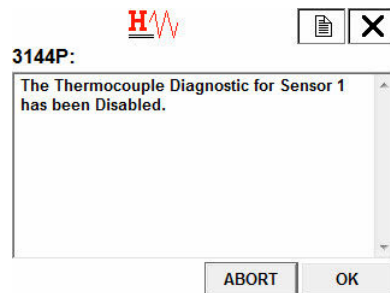 H
3144P:
The Thermocouple Diagnostic for Sensor 1
has been Disabled.
ABORT OK